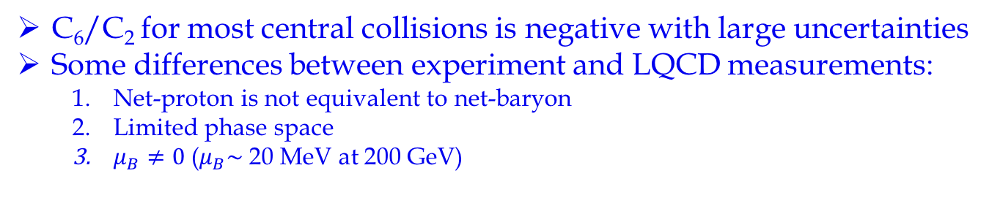 ➢ C₆/C₂ for most central collisions is negative with large uncertainties
➢ Some differences between experiment and LQCD measurements:
1. Net-proton is not equivalent to net-baryon
2. Limited phase space
3. μ_B ≠ 0 (μ_B~ 20 MeV at 200 GeV)